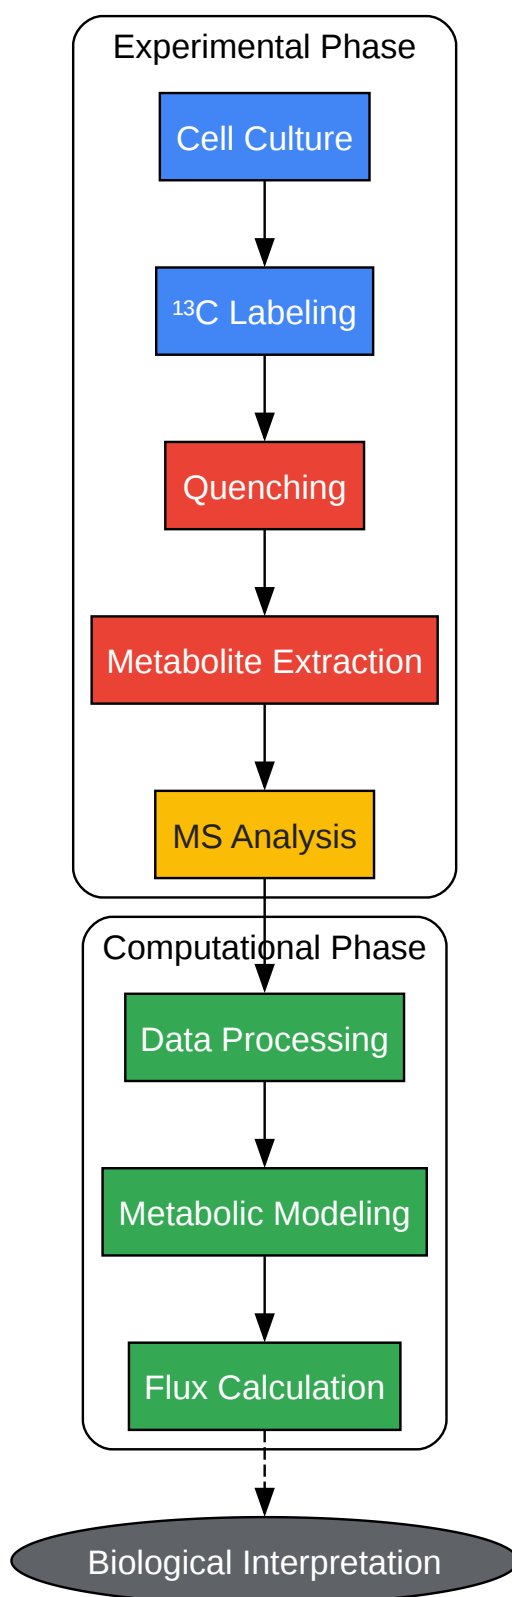 Experimental Phase
Cell Culture
¹³C Labeling
Quenching
Metabolite Extraction
MS Analysis
Computational Phase
Data Processing
Metabolic Modeling
Flux Calculation
Biological Interpretation